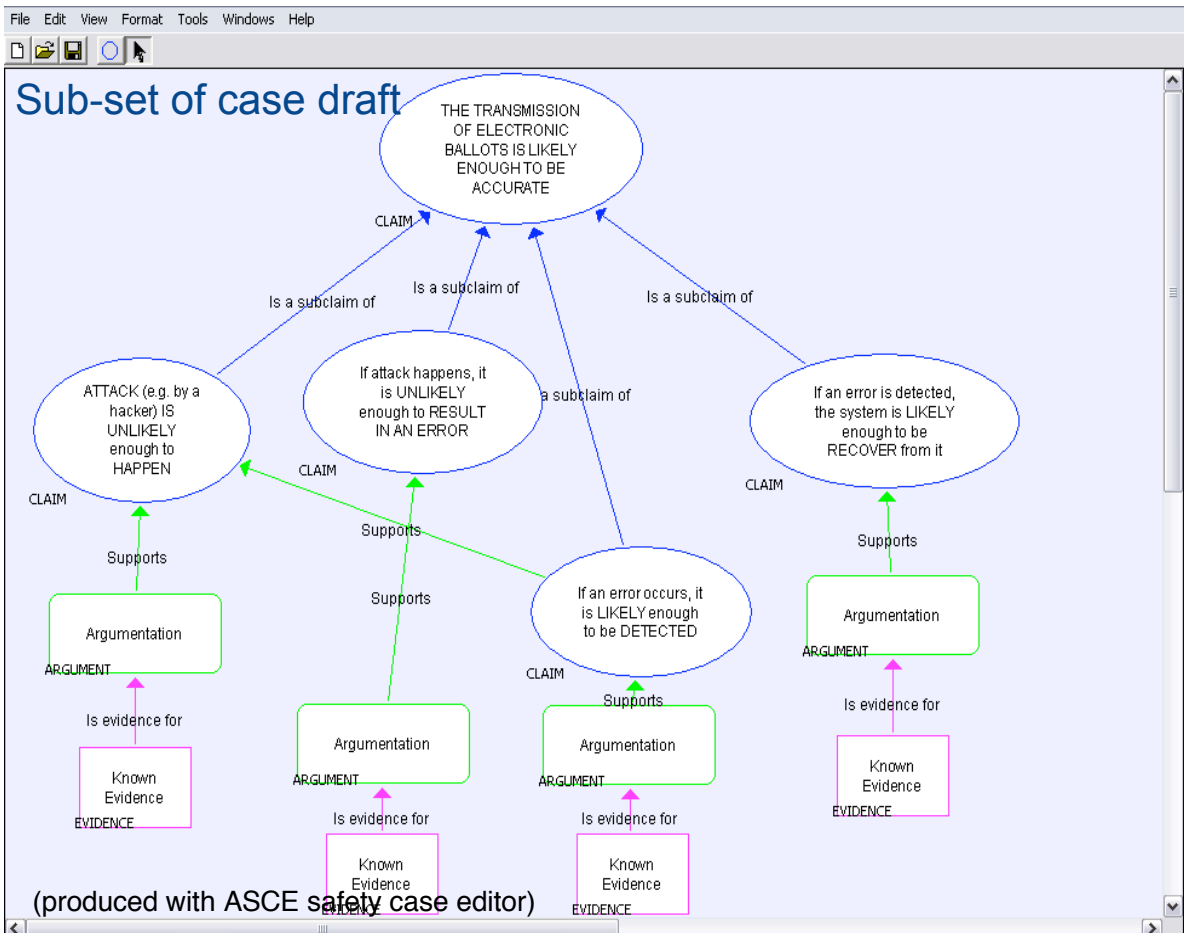 File Edit View Format Tools Windows Help
Sub-set of case draft
THE TRANSMISSION
OF ELECTRONIC
BALLOTS IS LIKELY
ENOUGH TO BE
ACCURATE
CLAIM
Is a subclaim of
Is a subclaim of
Is a subclaim of
a subclaim of
ATTACK (e.g. by a
hacker) IS
UNLIKELY
enough to
HAPPEN
CLAIM
If attack happens, it
is UNLIKELY
enough to RESULT
IN AN ERROR
CLAIM
If an error is detected,
the system is LIKELY
enough to be
RECOVER from it
CLAIM
Supports
Supports
Supports
Supports
If an error occurs, it
is LIKELY enough
to be DETECTED
CLAIM
Argumentation
ARGUMENT
Argumentation
ARGUMENT
Supports
Is evidence for
Is evidence for
Argumentation
ARGUMENT
Argumentation
ARGUMENT
Known
Evidence
EVIDENCE
Known
Evidence
EVIDENCE
Is evidence for
Is evidence for
Known
Evidence
EVIDENCE
Known
Evidence
EVIDENCE
(produced with ASCE safety case editor)